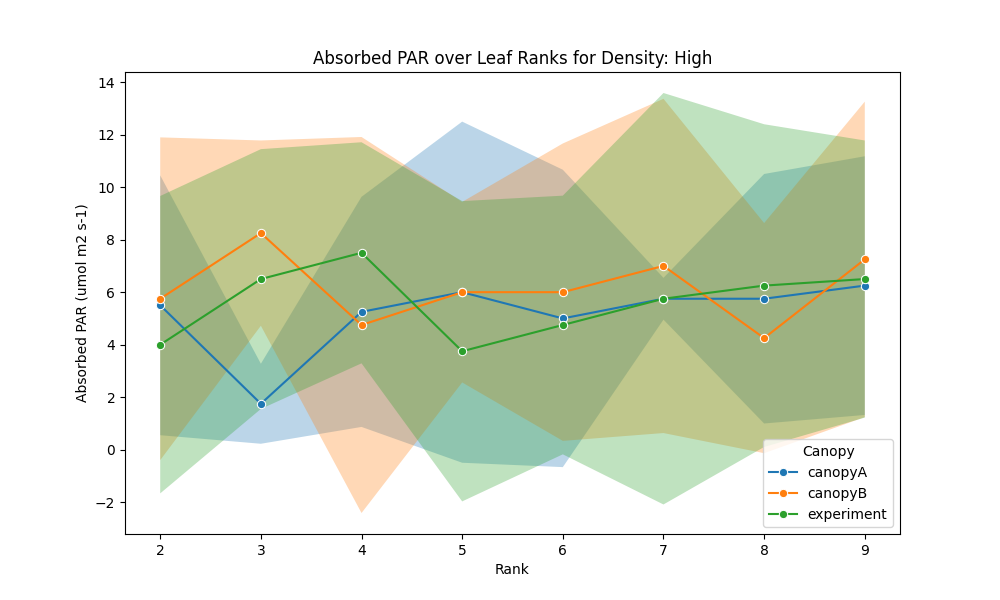 Absorbed PAR over Leaf Ranks for Density: High
Absorbed PAR (umol m2 s-1)
14
12
10
8
6
4
2
0
−2
2 3 4 5 6 7 8 9
Rank
Canopy
canopyA
canopyB
experiment